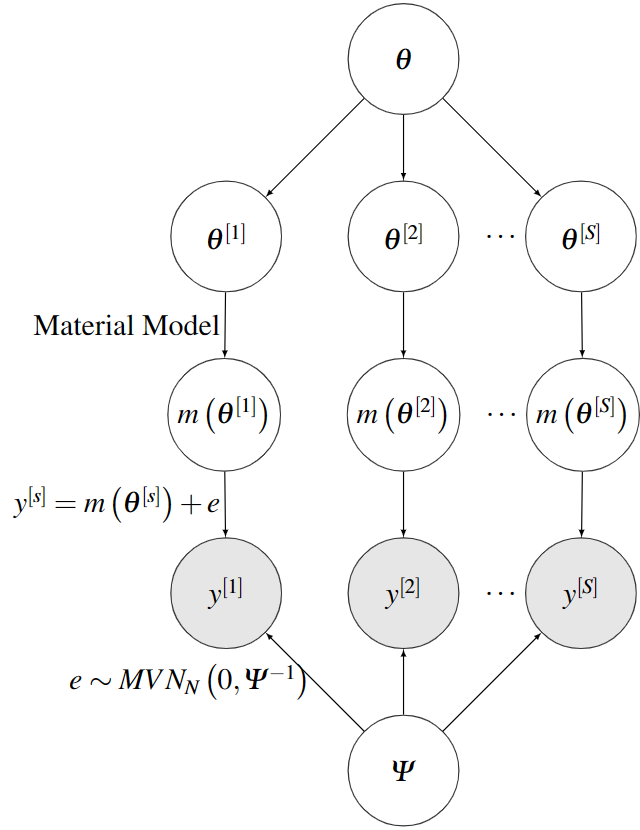 θ
θ^[1] θ^[2] ⋯ θ^[S]
Material Model
m(θ^[1]) m(θ^[2]) ⋯ m(θ^[S])
y^[s] = m(θ^[s]) + e
y^[1] y^[2] ⋯ y^[S]
e ∼ MVN_N(0, Ψ^−1)
Ψ